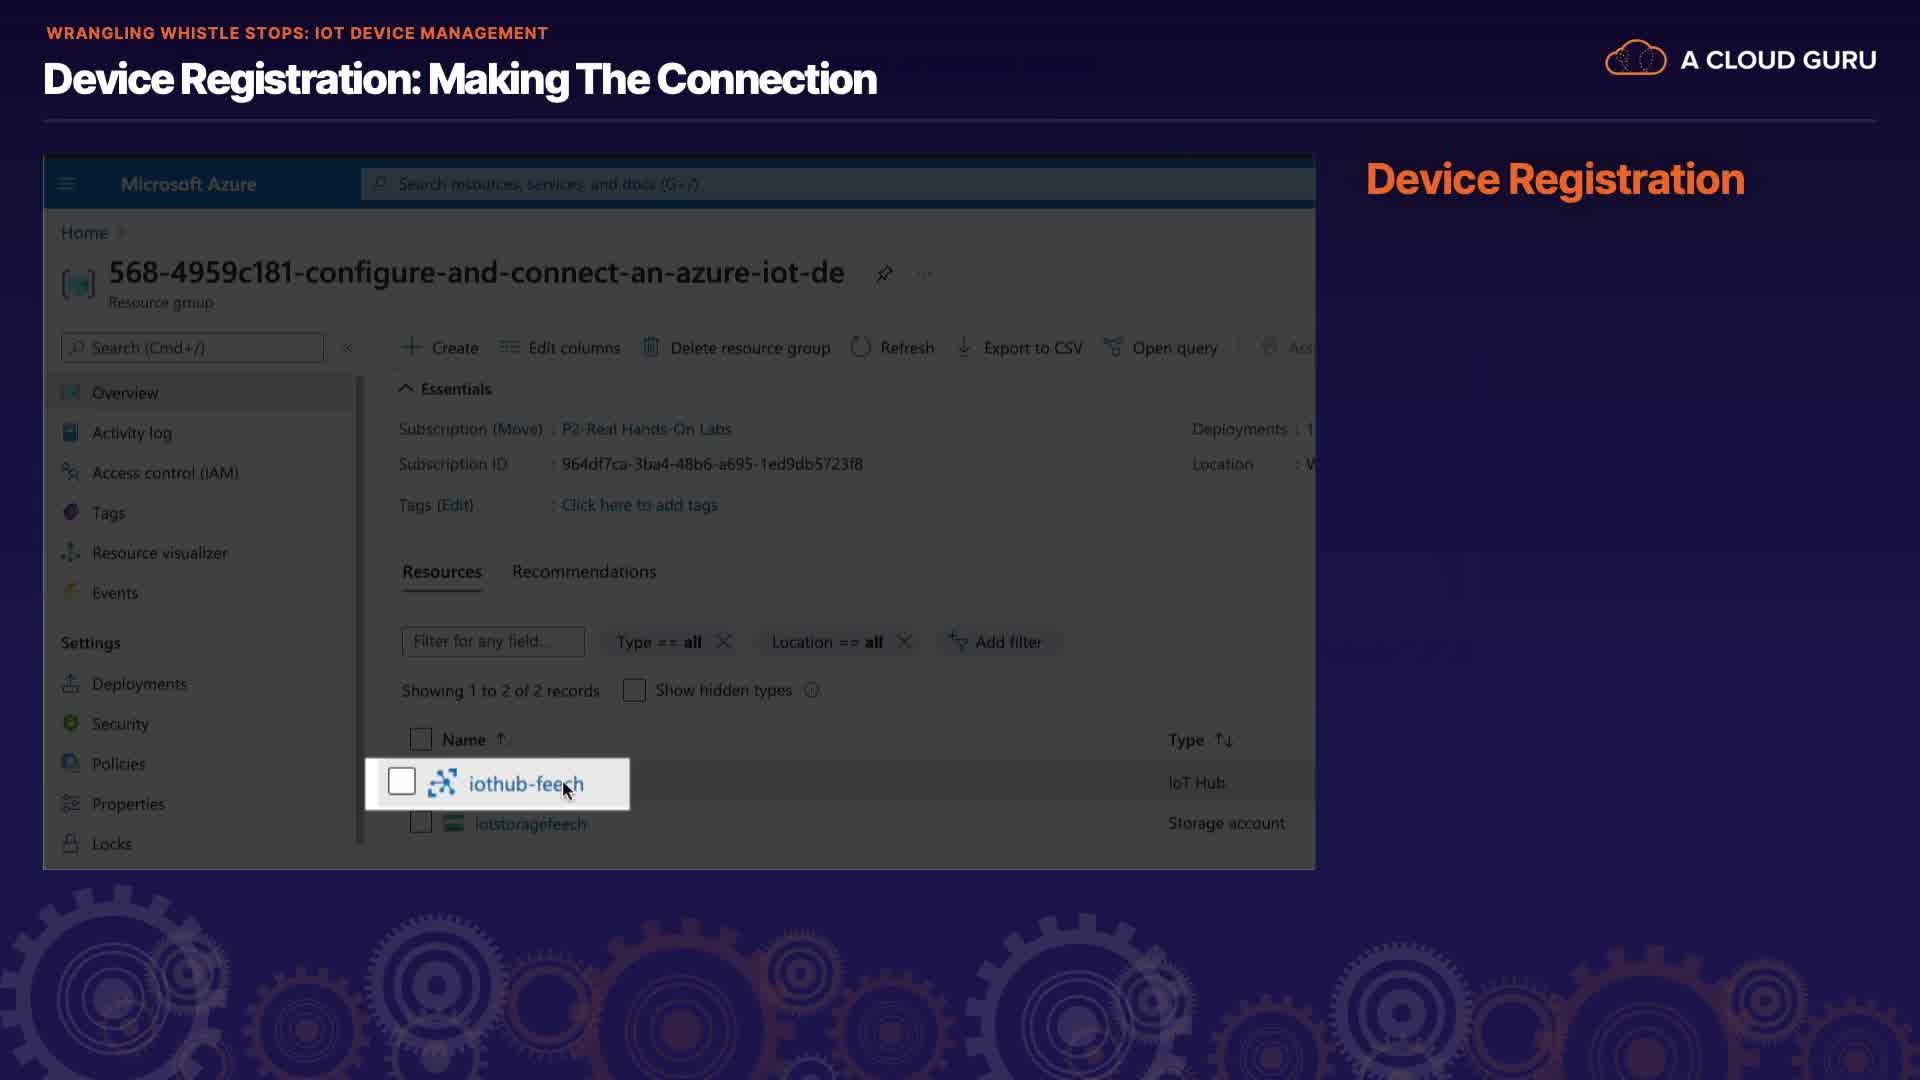 WRANGLING WHISTLE STOPS: IOT DEVICE MANAGEMENT
Device Registration: Making The Connection
A CLOUD GURU
Device Registration
Microsoft Azure
Search resources, services, and docs (G+/)
Home
568-4959c181-configure-and-connect-an-azure-iot-de
Resource group
Search (Cmd+/)
Create Edit columns Delete resource group Refresh Export to CSV Open query Ass
Overview
Activity log
Access control (IAM)
Tags
Resource visualizer
Events
Settings
Deployments
Security
Policies
Properties
Locks
Essentials
Subscription (Move) : P2-Real Hands-On Labs
Deployments : 1
Subscription ID : 964df7ca-3ba4-48b6-a695-1ed9db5723f8
Location : W
Tags (Edit) : Click here to add tags
Resources Recommendations
Filter for any field... Type == all Location == all Add filter
Showing 1 to 2 of 2 records Show hidden types
Name Type
iothub-feech IoT Hub
iotstoragefeech Storage account